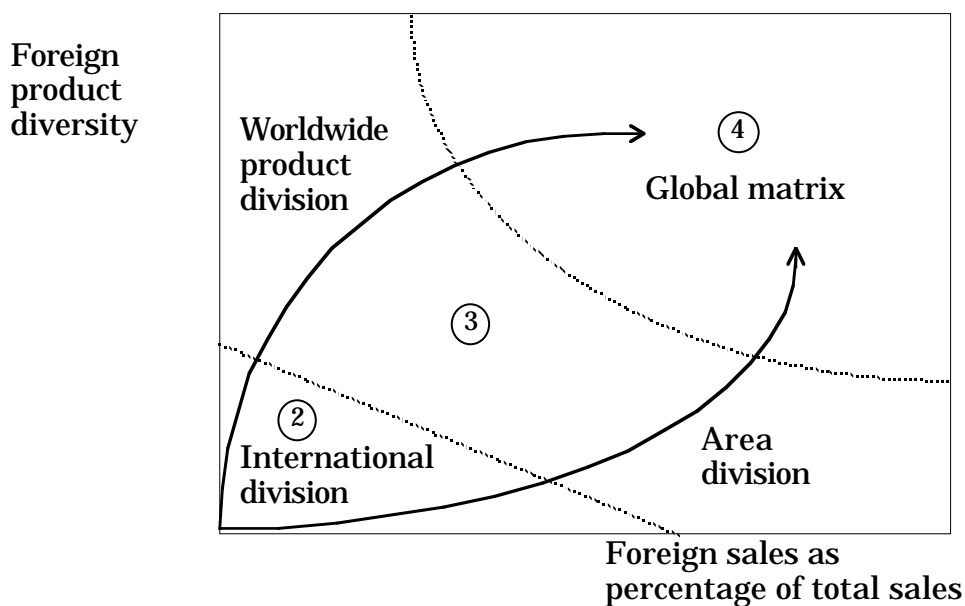 Foreign
product
diversity
Worldwide
product
division
4
Global matrix
3
2
International
division
Area
division
Foreign sales as
percentage of total sales